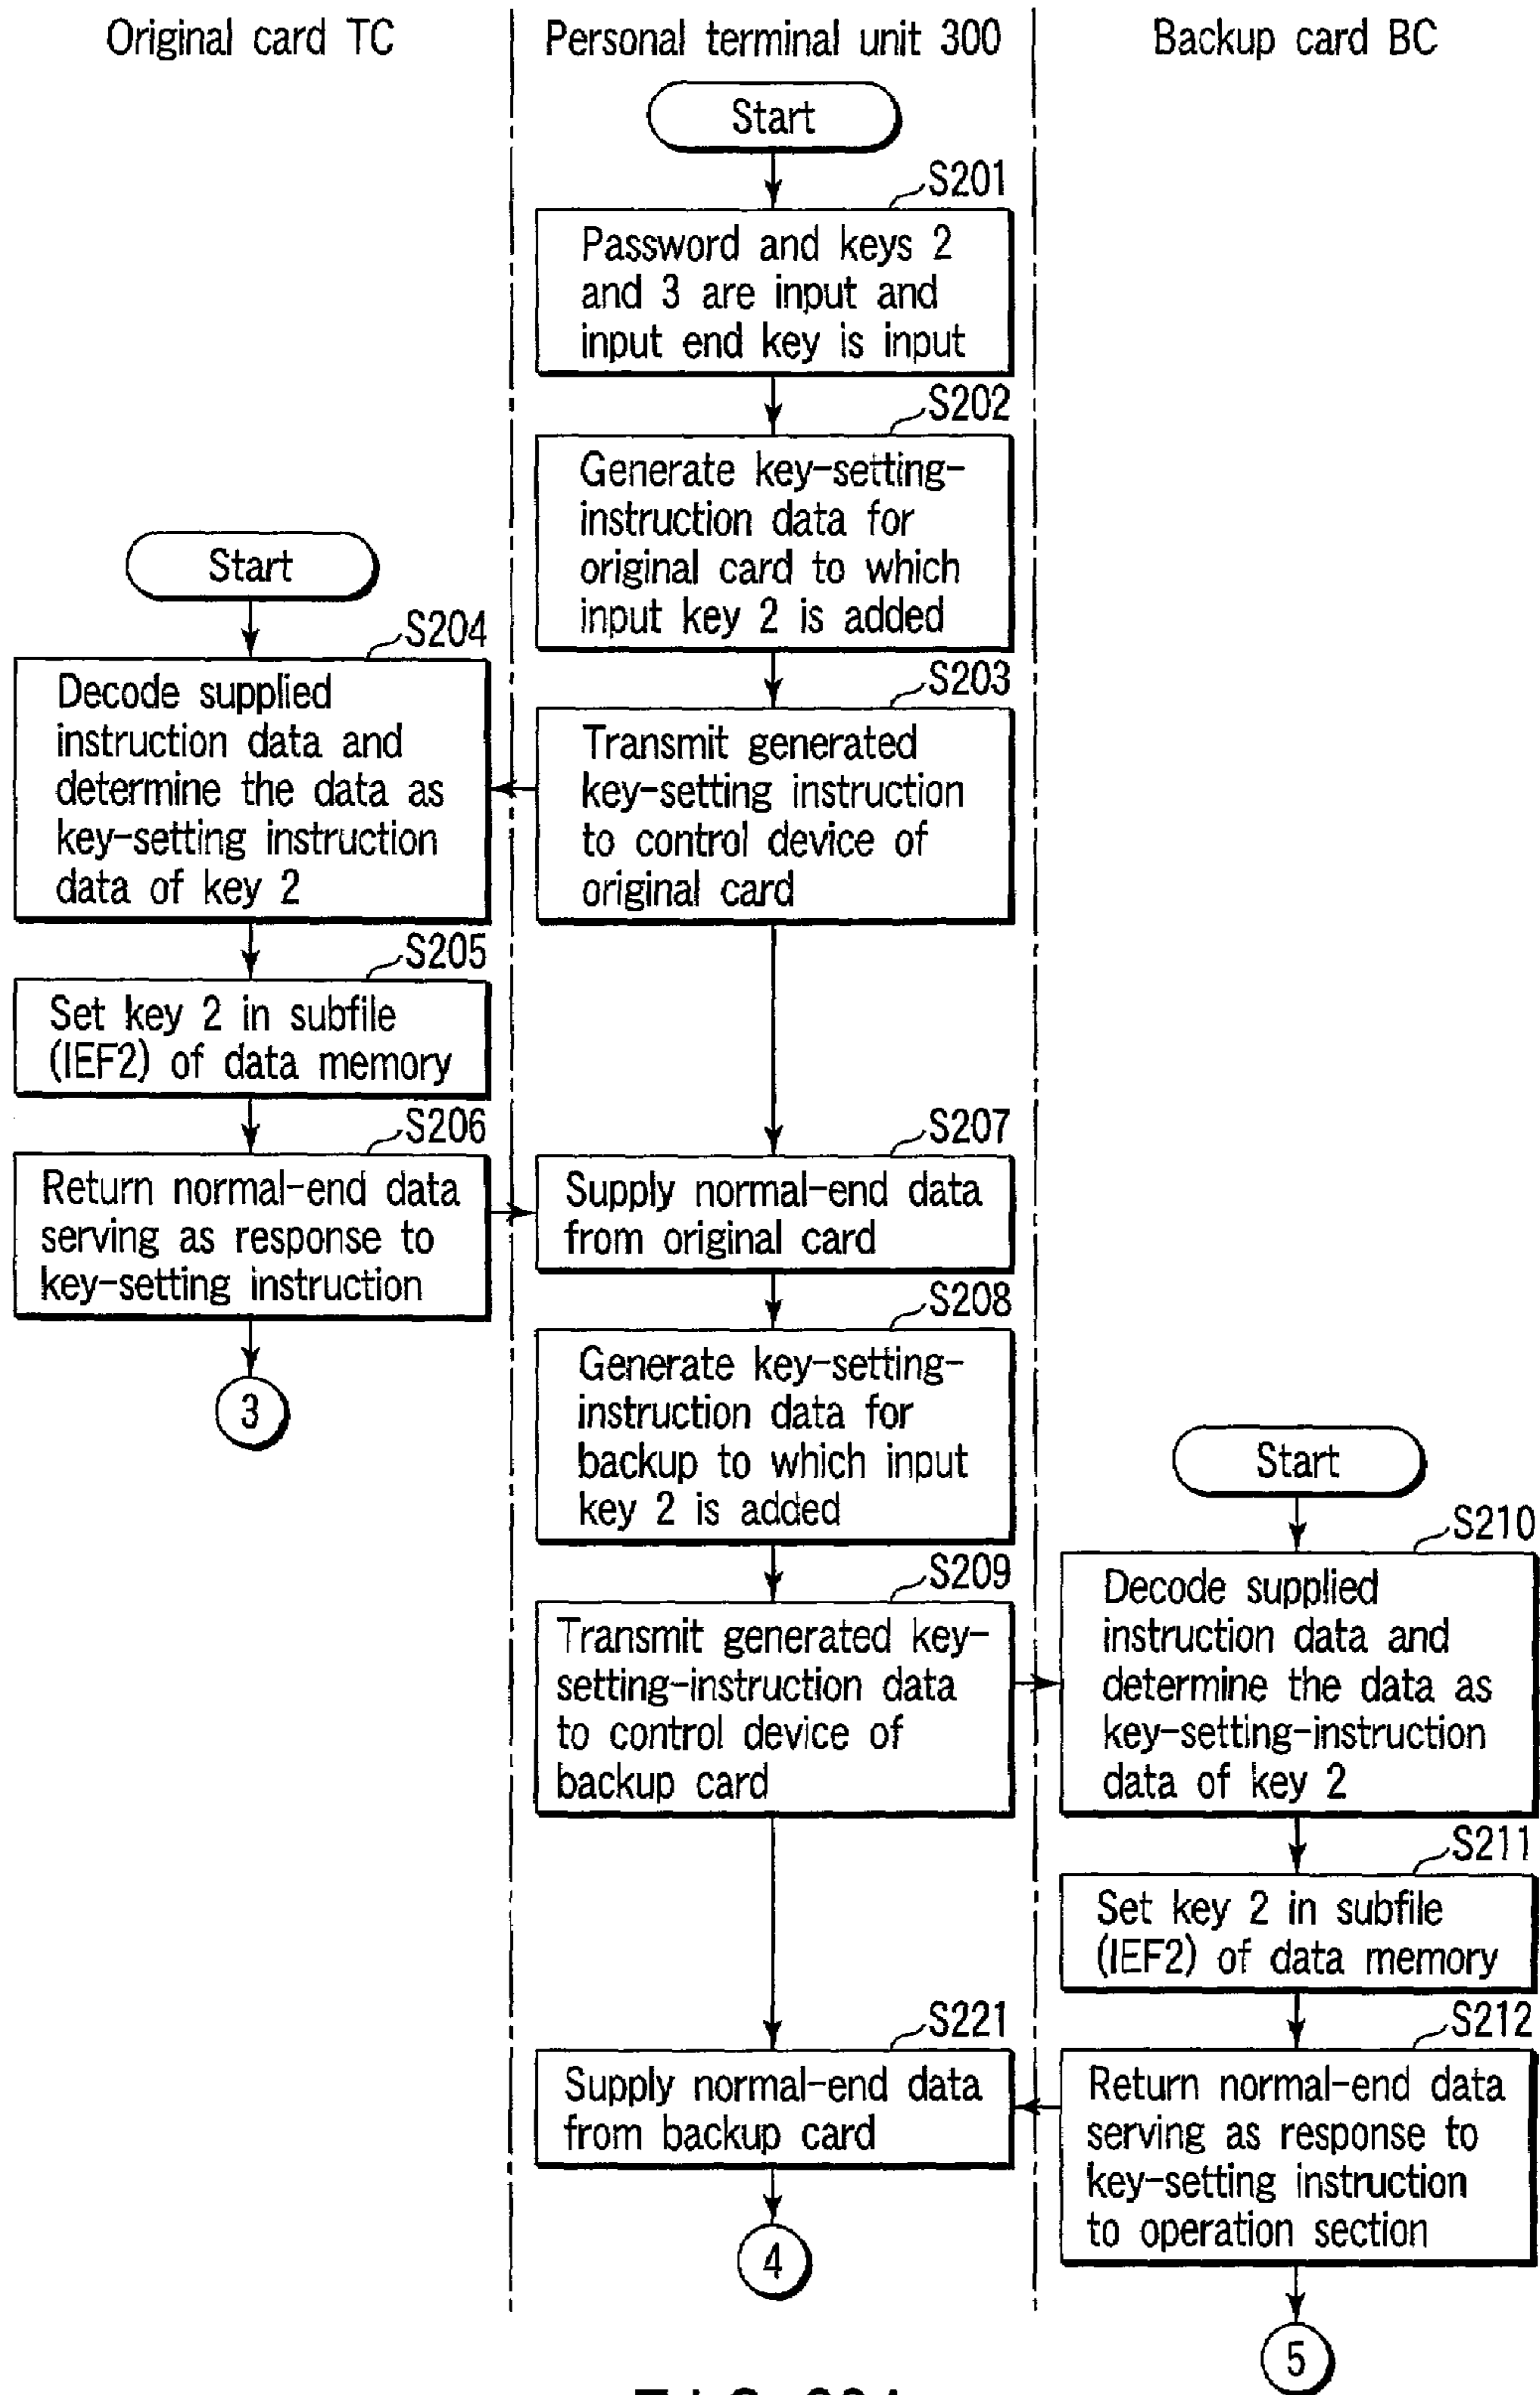 Original card TC
Personal terminal unit 300
Backup card BC
Start
S201
Password and keys 2
and 3 are input and
input end key is input
S202
Generate key-setting-
instruction data for
original card to which
input key 2 is added
Start
S203
Transmit generated
key-setting instruction
to control device of
original card
S204
Decode supplied
instruction data and
determine the data as
key-setting instruction
data of key 2
S205
Set key 2 in subfile
(IEF2) of data memory
S206
Return normal-end data
serving as response to
key-setting instruction
3
S207
Supply normal-end data
from original card
S208
Generate key-setting-
instruction data for
backup to which input
key 2 is added
S209
Transmit generated key-
setting-instruction data
to control device of
backup card
Start
S210
Decode supplied
instruction data and
determine the data as
key-setting-instruction
data of key 2
S211
Set key 2 in subfile
(IEF2) of data memory
S212
Return normal-end data
serving as response to
key-setting instruction
to operation section
S221
Supply normal-end data
from backup card
4
5